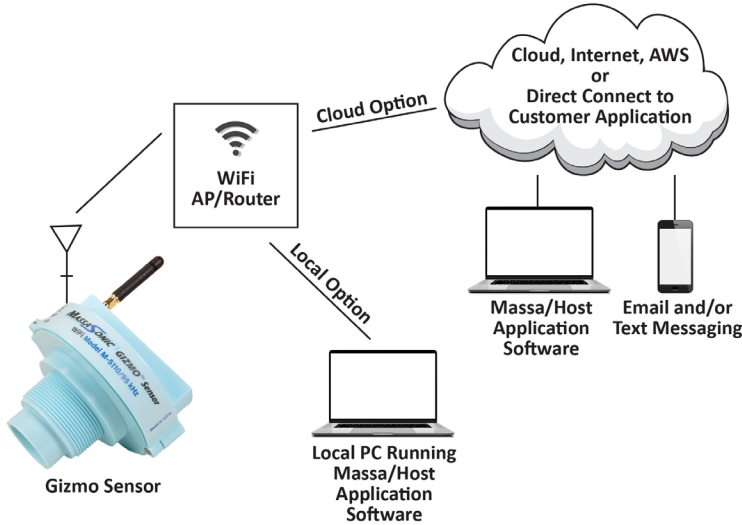 Cloud, Internet, AWS
or
Direct Connect to
Customer Application
Cloud Option
WiFi
AP/Router
Local Option
MASSASONIC GIZMO™ Sensor
WiFi Model M-5110/95 kHz
Gizmo Sensor
Local PC Running
Massa/Host
Application
Software
Massa/Host
Application
Software
Email and/or
Text Messaging